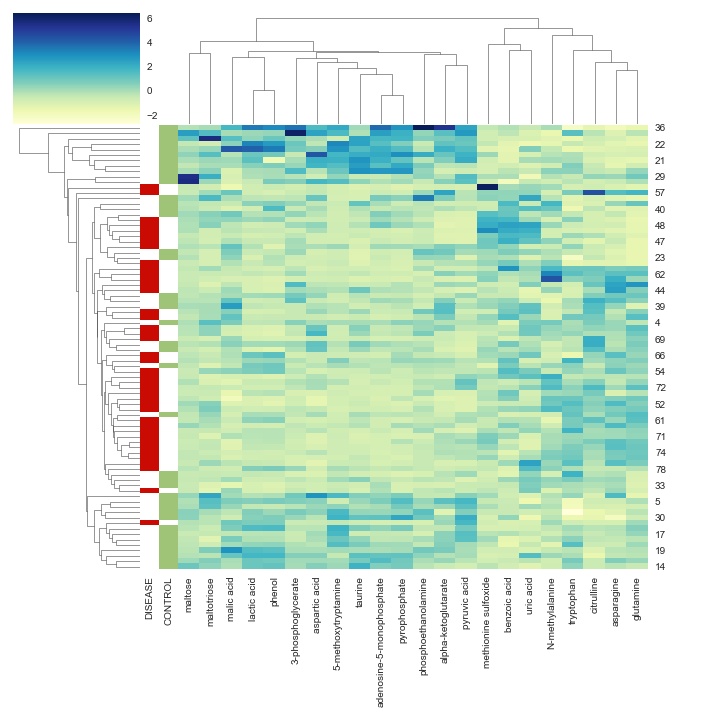 6
4
2
0
−2
36
22
21
29
57
40
48
47
23
62
44
39
4
69
66
54
72
52
61
71
74
78
33
5
30
17
19
14
DISEASE
CONTROL
maltose
maltotriose
malic acid
lactic acid
phenol
3-phosphoglycerate
aspartic acid
5-methoxytryptamine
taurine
adenosine-5-monophosphate
pyrophosphate
phosphoethanolamine
alpha-ketoglutarate
pyruvic acid
methionine sulfoxide
benzoic acid
uric acid
N-methylalanine
tryptophan
citrulline
asparagine
glutamine